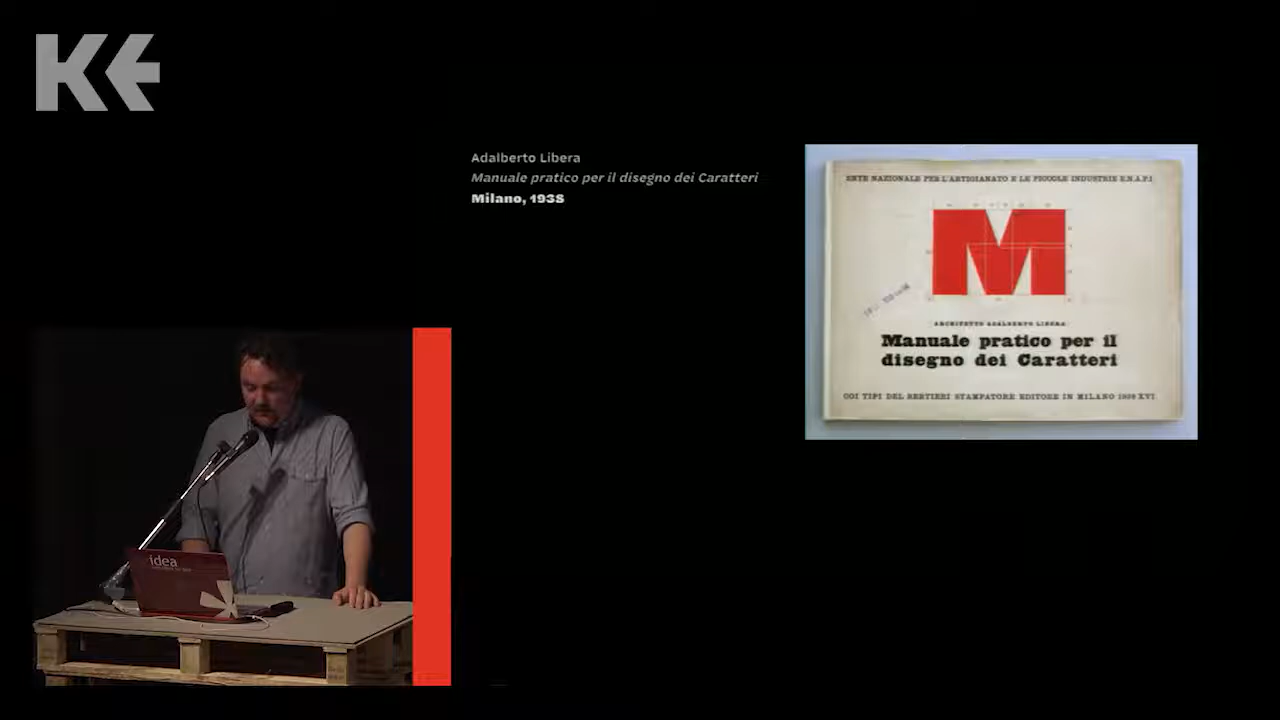 KE
Adalberto Libera
Manuale pratico per il disegno dei Caratteri
Milano, 1938
ENTE NAZIONALE PER L'ARTIGIANATO E LE PICCOLE INDUSTRIE E.N.A.P.I
M
ARCHITETTO ADALBERTO LIBERA
Manuale pratico per il
disegno dei Caratteri
COI TIPI DEL BERTIERI STAMPATORE EDITORE IN MILANO 1938 XVI
idea